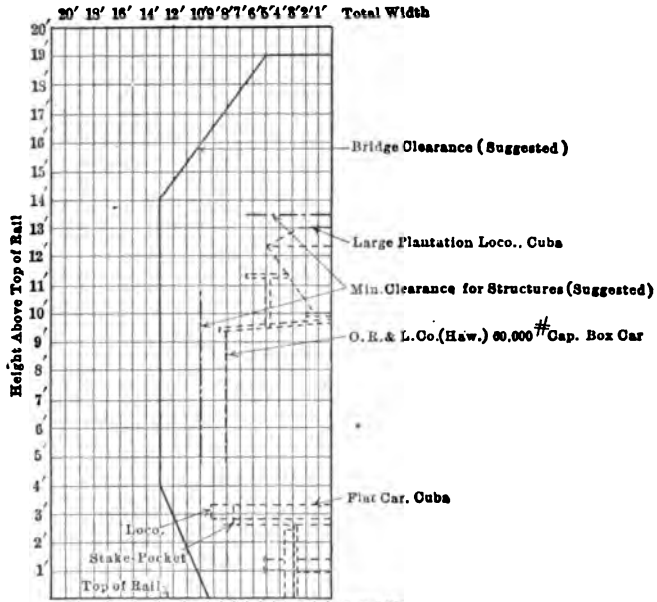 20' 18' 16' 14' 12' 10'9'8'7'6'5'4'3'2'1' Total Width
20'
19'
18'
17'
16'
15'
14'
13'
12'
11'
10'
9'
8'
7'
6'
5'
4'
3'
2'
1'
Height Above Top of Rail
Bridge Clearance (Suggested)
Large Plantation Loco., Cuba
Min. Clearance for Structures (Suggested)
O.R.& L.Co.(Haw.) 60,000 # Cap. Box Car
Flat Car, Cuba
Loco.
Stake-Pocket
Top of Rail